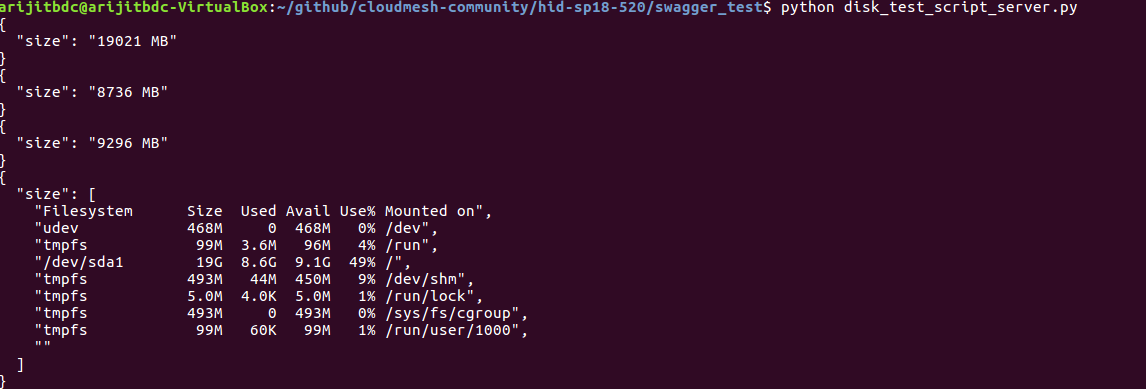 arijitbdc@arijitbdc-VirtualBox:~/github/cloudmesh-community/hid-sp18-520/swagger_test$ python disk_test_script_server.py
{
  "size": "19021 MB"
}
{
  "size": "8736 MB"
}
{
  "size": "9296 MB"
}
{
  "size": [
    "Filesystem      Size  Used Avail Use% Mounted on",
    "udev            468M     0  468M   0% /dev",
    "tmpfs            99M  3.6M   96M   4% /run",
    "/dev/sda1        19G  8.6G  9.1G  49% /",
    "tmpfs           493M   44M  450M   9% /dev/shm",
    "tmpfs           5.0M  4.0K  5.0M   1% /run/lock",
    "tmpfs           493M     0  493M   0% /sys/fs/cgroup",
    "tmpfs            99M   60K   99M   1% /run/user/1000",
    ""
  ]
}